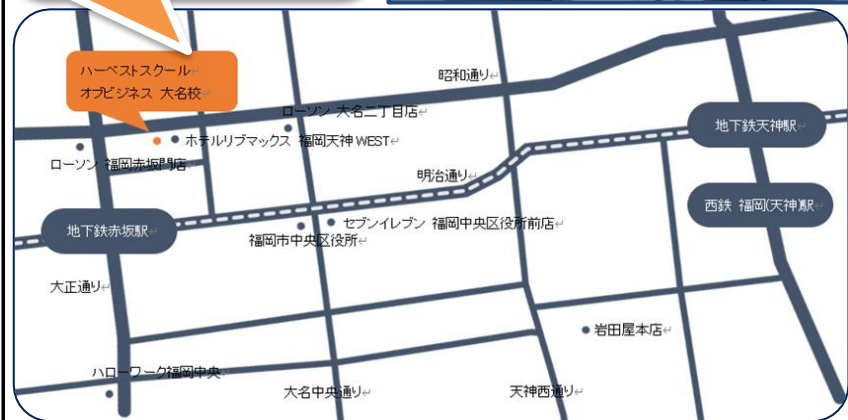 ハーベストスクール
オブビジネス 大名校
昭和通り
ローソン 大名二丁目店
地下鉄天神駅
ホテルリブマックス 福岡天神WEST
ローソン 福岡赤坂門店
明治通り
西鉄 福岡(天神)駅
セブンイレブン 福岡中央区役所前店
地下鉄赤坂駅
福岡市中央区役所
大正通り
岩田屋本店
ハローワーク福岡中央
大名中央通り
天神西通り